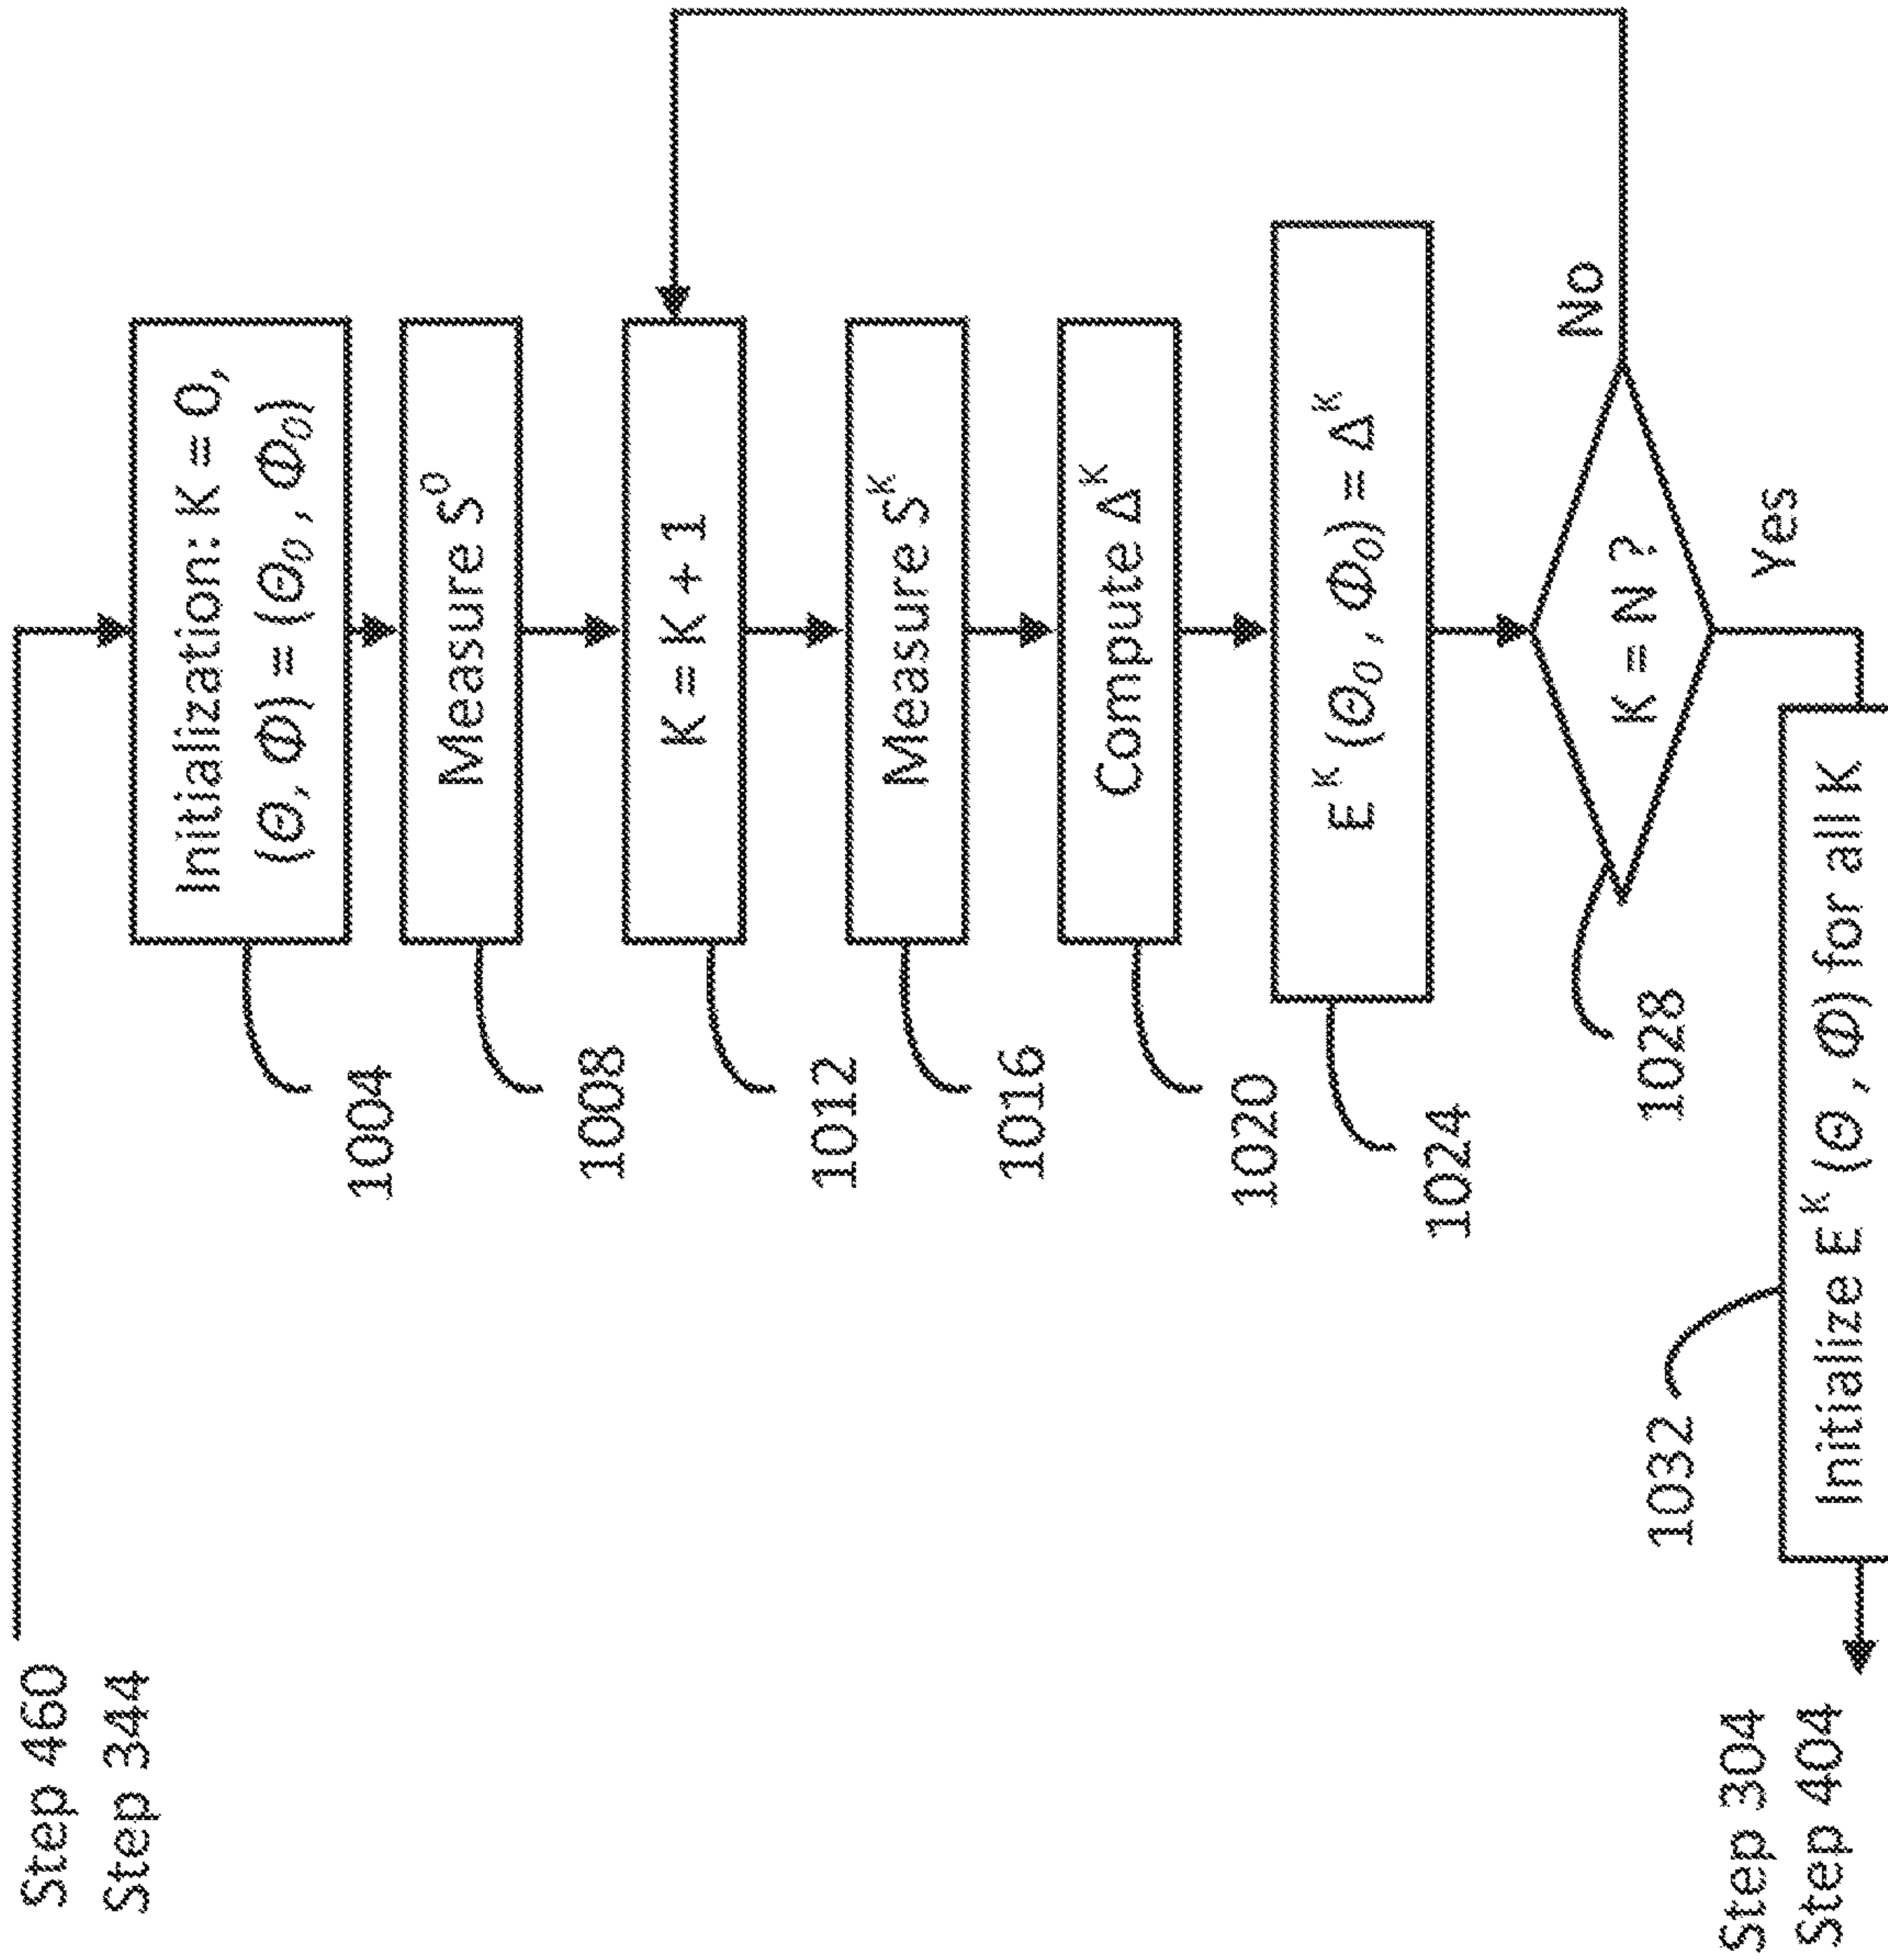 Step 460
Step 344
Initialization: K = 0,
(Θ, Φ) = (Θ₀ , Φ₀)
1004
Measure S⁰
1008
K = K + 1
1012
Measure Sᴷ
1016
Compute Δᴷ
1020
Eᴷ (Θ₀ , Φ₀) = Δᴷ
1024
K = N ?
1028
No
Yes
1032
Initialize Eᴷ (Θ , Φ) for all K
Step 304
Step 404